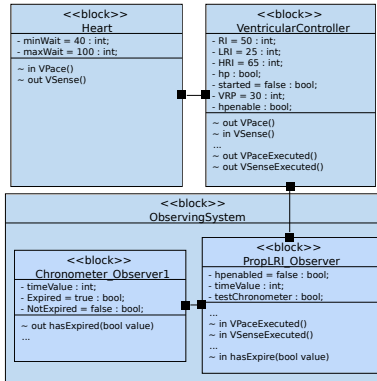 <<block>>
Heart
- minWait = 40 : int;
- maxWait = 100 : int;
~ in VPace()
~ out VSense()
<<block>>
VentricularController
- RI = 50 : int;
- LRI = 25 : int;
- HRI = 65 : int;
- hp : bool;
- started = false : bool;
- VRP = 30 : int;
- hpenable : bool;
~ out VPace()
~ in VSense()
...
~ out VPaceExecuted()
~ out VSenseExecuted()
<<block>>
ObservingSystem
<<block>>
Chronometer_Observer1
- timeValue : int;
- Expired = true : bool;
- NotExpired = false : bool;
~ out hasExpired(bool value)
...
<<block>>
PropLRI_Observer
- hpenabled = false : bool;
- timeValue : int;
- testChronometer : bool;
...
~ in VPaceExecuted()
~ in VSenseExecuted()
...
~ in hasExpire(bool value)